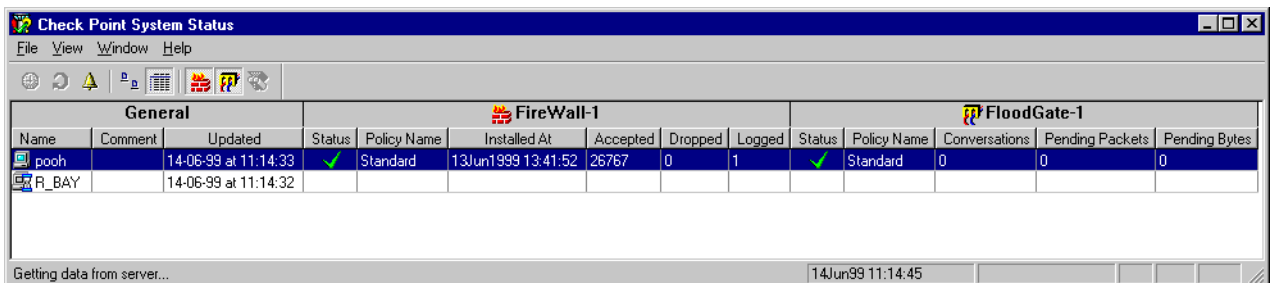 Check Point System Status
File View Window Help
General FireWall-1 FloodGate-1
Name Comment Updated Status Policy Name Installed At Accepted Dropped Logged Status Policy Name Conversations Pending Packets Pending Bytes
pooh 14-06-99 at 11:14:33 Standard 13Jun1999 13:41:52 26767 0 1 Standard 0 0 0
R_BAY 14-06-99 at 11:14:32
Getting data from server... 14Jun99 11:14:45